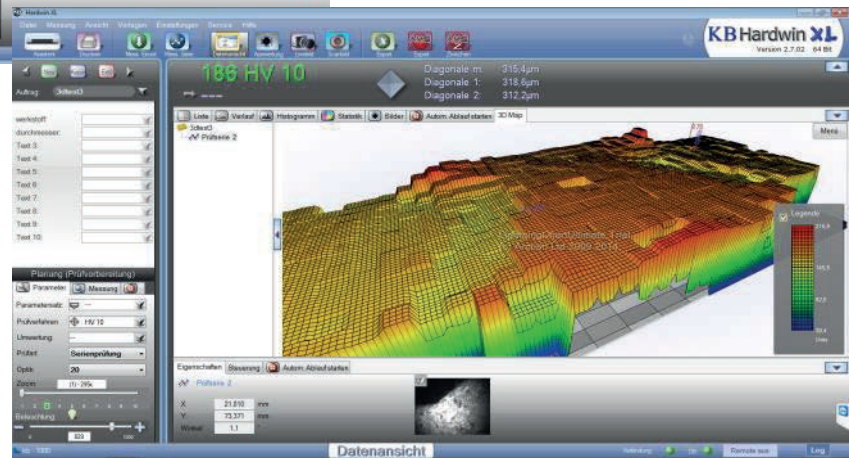 Hardwin XL
Datei Messung Ansicht Vorlagen Einstellungen Service Hilfe
Drucken
Datenansicht
Auswertung
Export
KB Hardwin XL
Version 2.7.02 64 Bit
186 HV 10
Diagonale m: 315,4µm
Diagonale 1: 318,6µm
Diagonale 2: 312,2µm
Auftrag: 3dtest3
Liste Verlauf Histogramm Statistik Bilder Autom. Ablauf starten 3D Map
3dtest3
Prüfserie 2
Menü
werkstoff:
durchmesser:
Text 3:
Text 4:
Text 5:
Text 6:
Text 7:
Text 8:
Text 9:
Text 10:
Legende
Planung (Prüfvorbereitung)
Parameter Messung
Parametersatz: ---
Prüfverfahren: HV 10
Umwertung: ---
Prüfart: Serienprüfung
Optik: 20
Zoom:
Beleuchtung:
Eigenschaften Steuerung Autom. Ablauf starten
Prüfserie 2
X 21,810 mm
Y 73,371 mm
Winkel 1,1 °
Datenansicht
Verbindung
Remote aus
Log